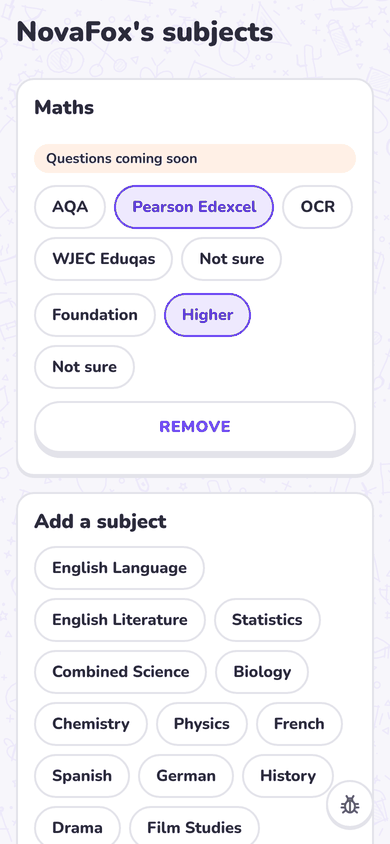 NovaFox's subjects
Maths
Questions coming soon
AQA Pearson Edexcel OCR
WJEC Eduqas Not sure
Foundation Higher
Not sure
REMOVE
Add a subject
English Language
English Literature Statistics
Combined Science Biology
Chemistry Physics French
Spanish German History
Drama Film Studies